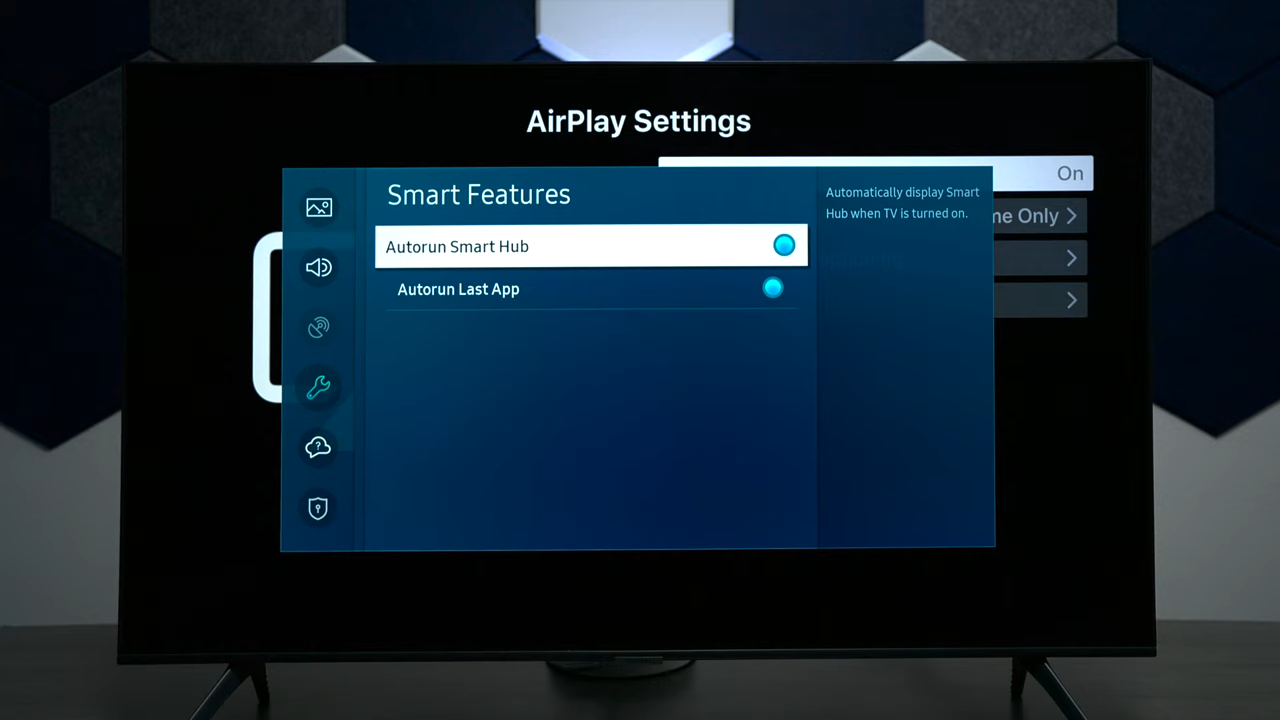 AirPlay Settings
On
Smart Features
Automatically display Smart
Hub when TV is turned on.
me Only
Autorun Smart Hub
Autorun Last App
?